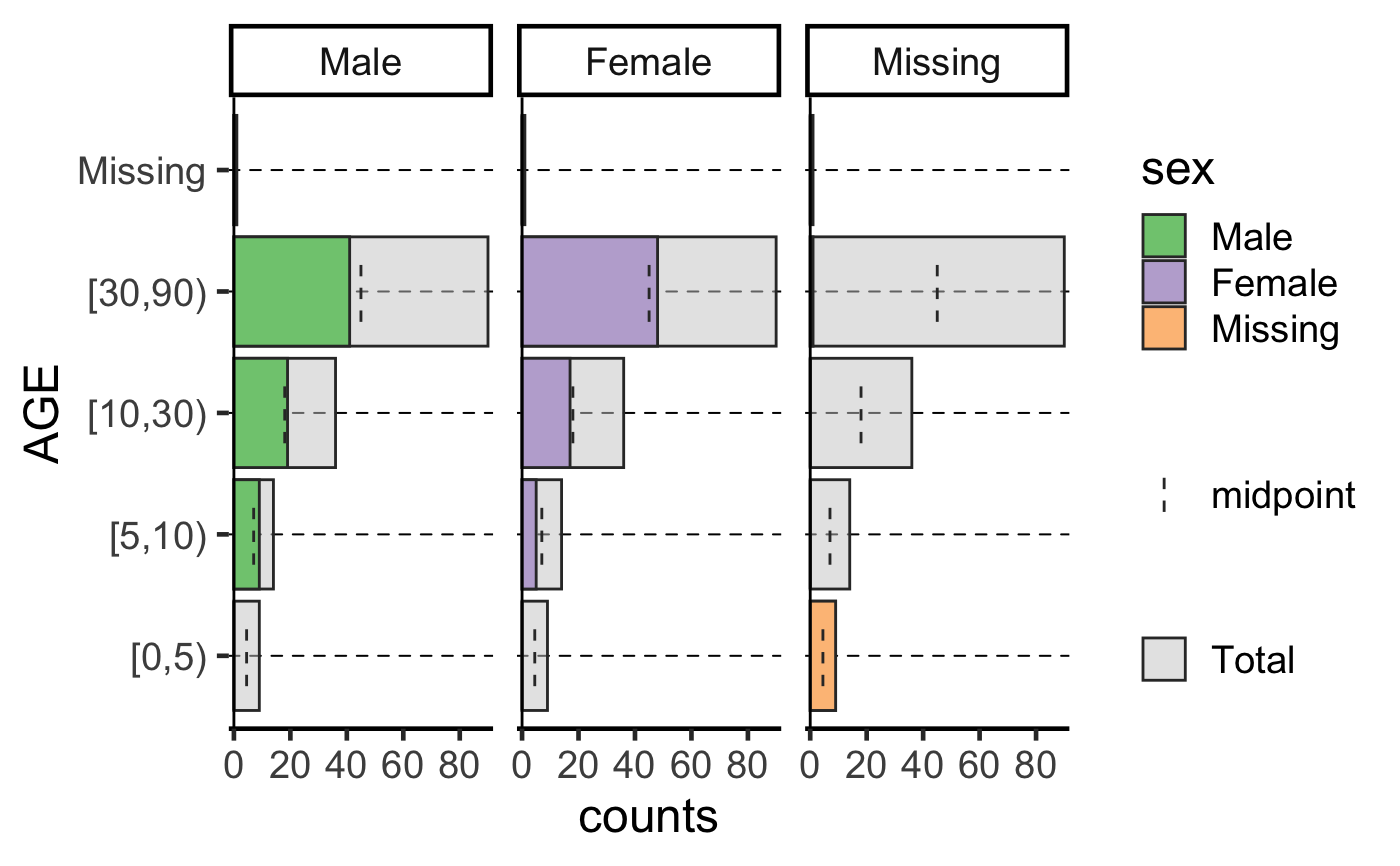 Male Female Missing
sex
Male
Female
Missing
midpoint
Total
AGE
Missing
[30,90)
[10,30)
[5,10)
[0,5)
0 20 40 60 80 0 20 40 60 80 0 20 40 60 80
counts